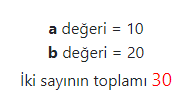 a değeri = 10
b değeri = 20
İki sayının toplamı 30